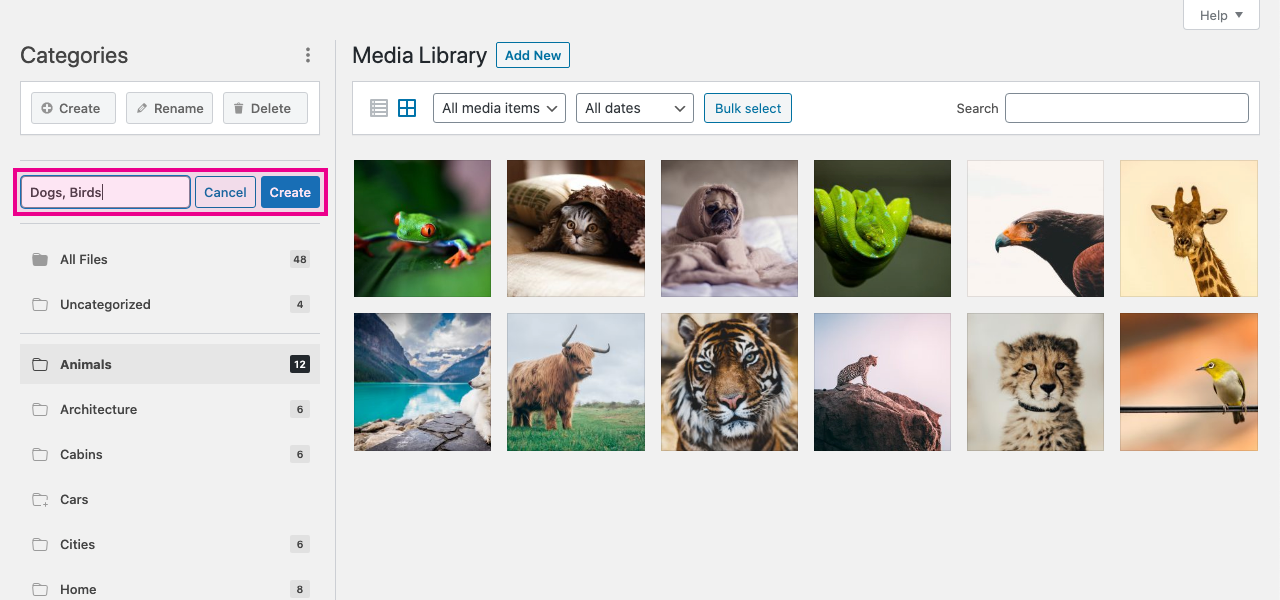 Help
Categories
Create Rename Delete
Dogs, Birds Cancel Create
All Files 48
Uncategorized 4
Animals 12
Architecture 6
Cabins 6
Cars
Cities 6
Home 8
Media Library Add New
All media items All dates Bulk select Search